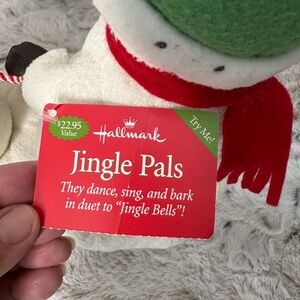 $22.95
Value
Hallmark
Try Me!
Jingle Pals
They dance, sing, and bark
in duet to "Jingle Bells"!